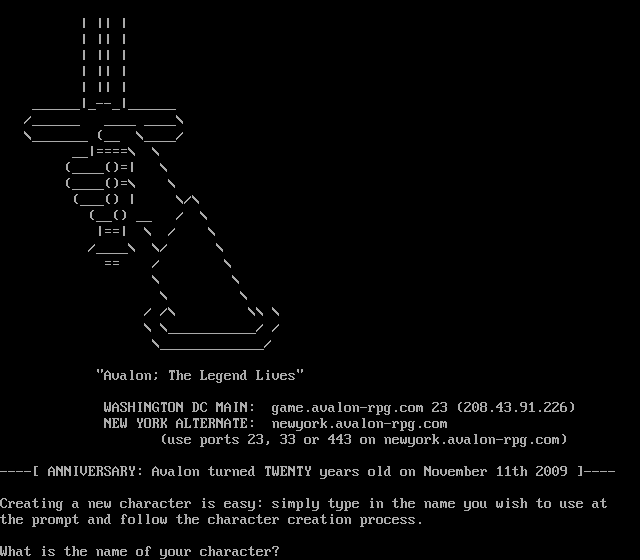 "Avalon; The Legend Lives"
WASHINGTON DC MAIN: game.avalon-rpg.com 23 (208.43.91.226)
NEW YORK ALTERNATE: newyork.avalon-rpg.com
(use ports 23, 33 or 443 on newyork.avalon-rpg.com)
----[ ANNIVERSARY: Avalon turned TWENTY years old on November 11th 2009 ]----
Creating a new character is easy: simply type in the name you wish to use at
the prompt and follow the character creation process.
What is the name of your character?